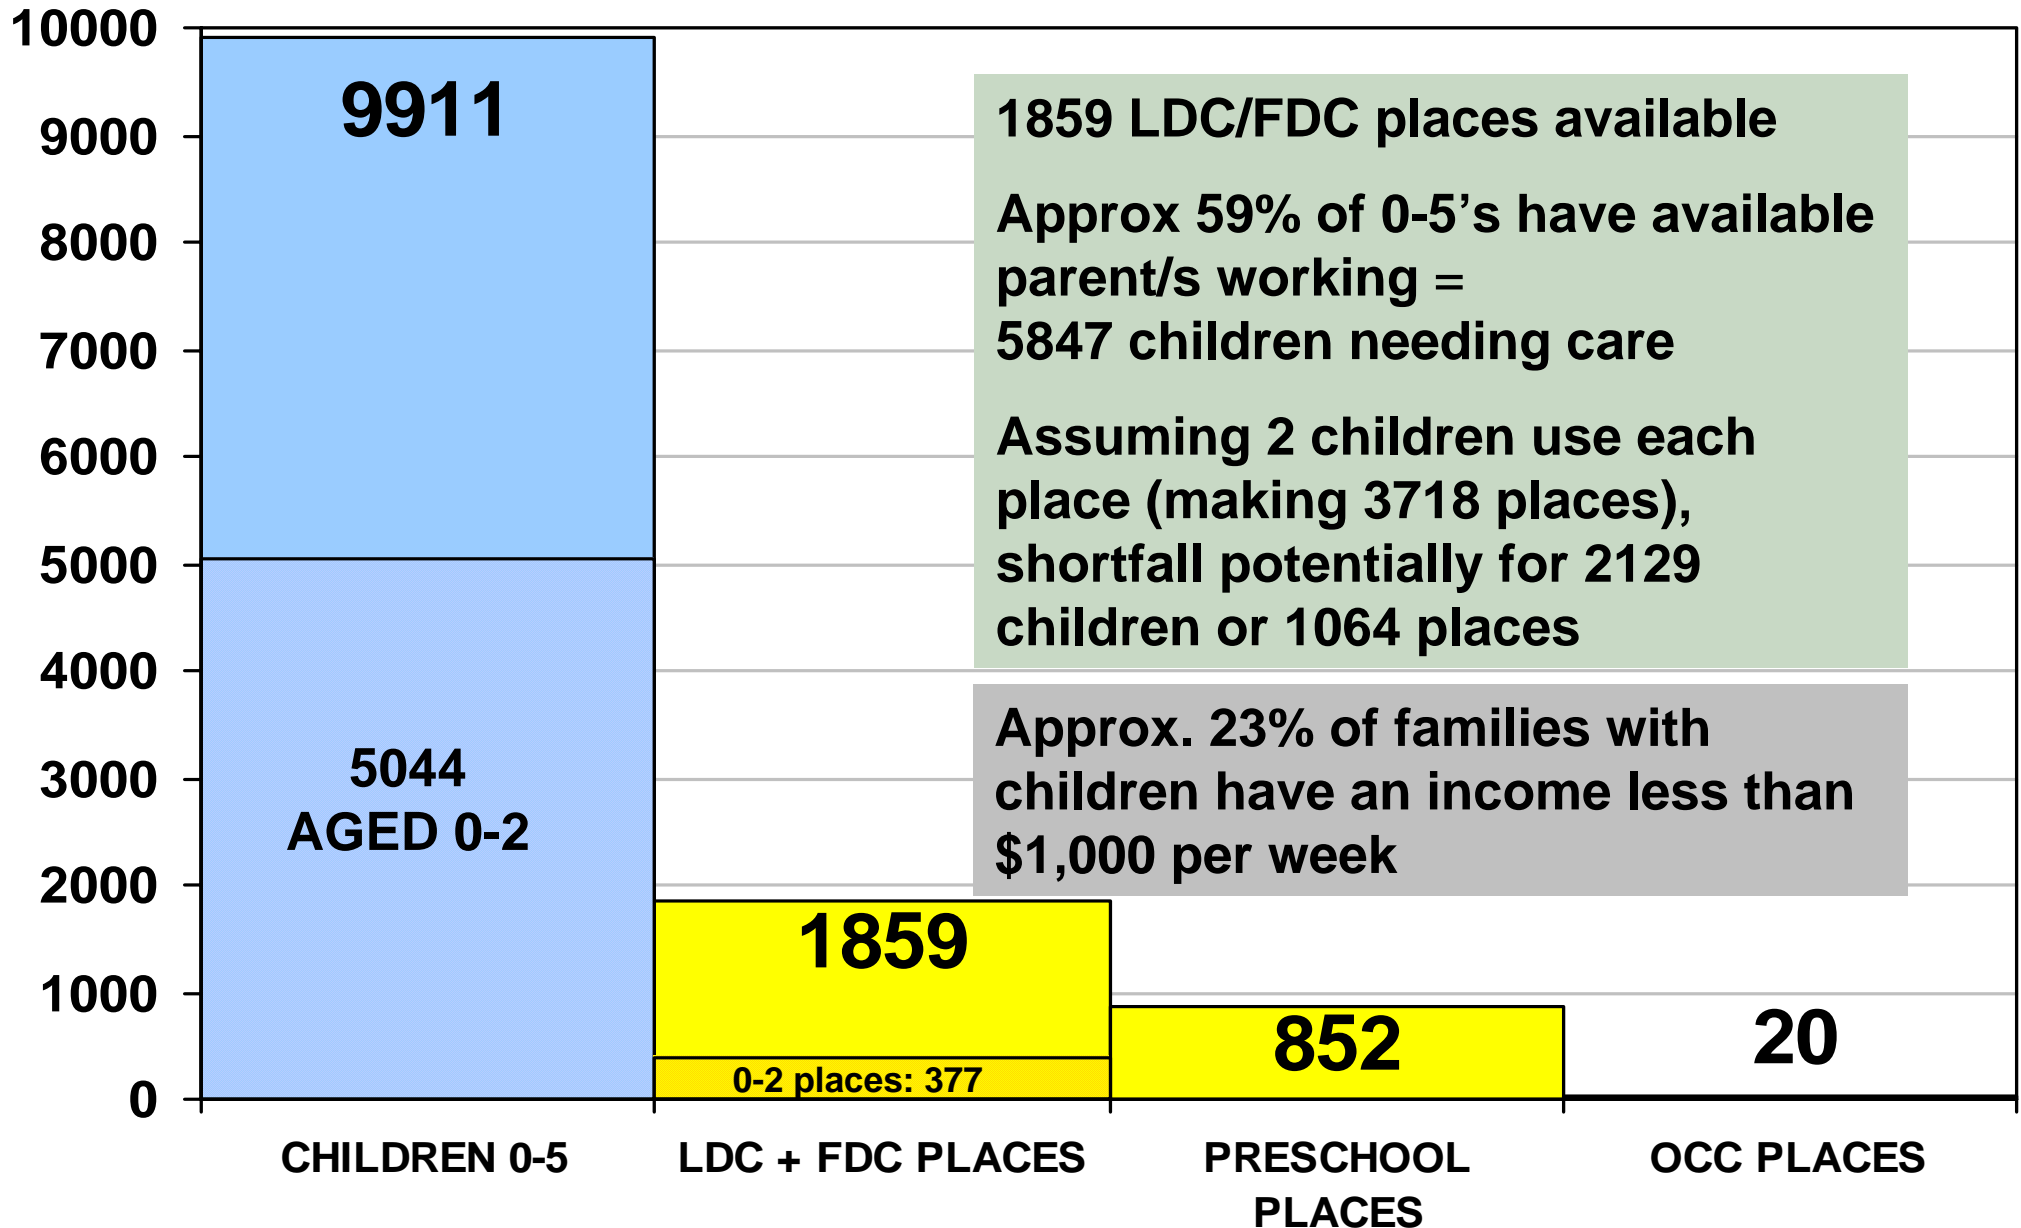 10000
9000
8000
7000
6000
5000
4000
3000
2000
1000
0
9911
5044
AGED 0-2
1859
0-2 places: 377
852
20
1859 LDC/FDC places available
Approx 59% of 0-5’s have available
parent/s working =
5847 children needing care
Assuming 2 children use each
place (making 3718 places),
shortfall potentially for 2129
children or 1064 places
Approx. 23% of families with
children have an income less than
$1,000 per week
CHILDREN 0-5
LDC + FDC PLACES
PRESCHOOL
PLACES
OCC PLACES